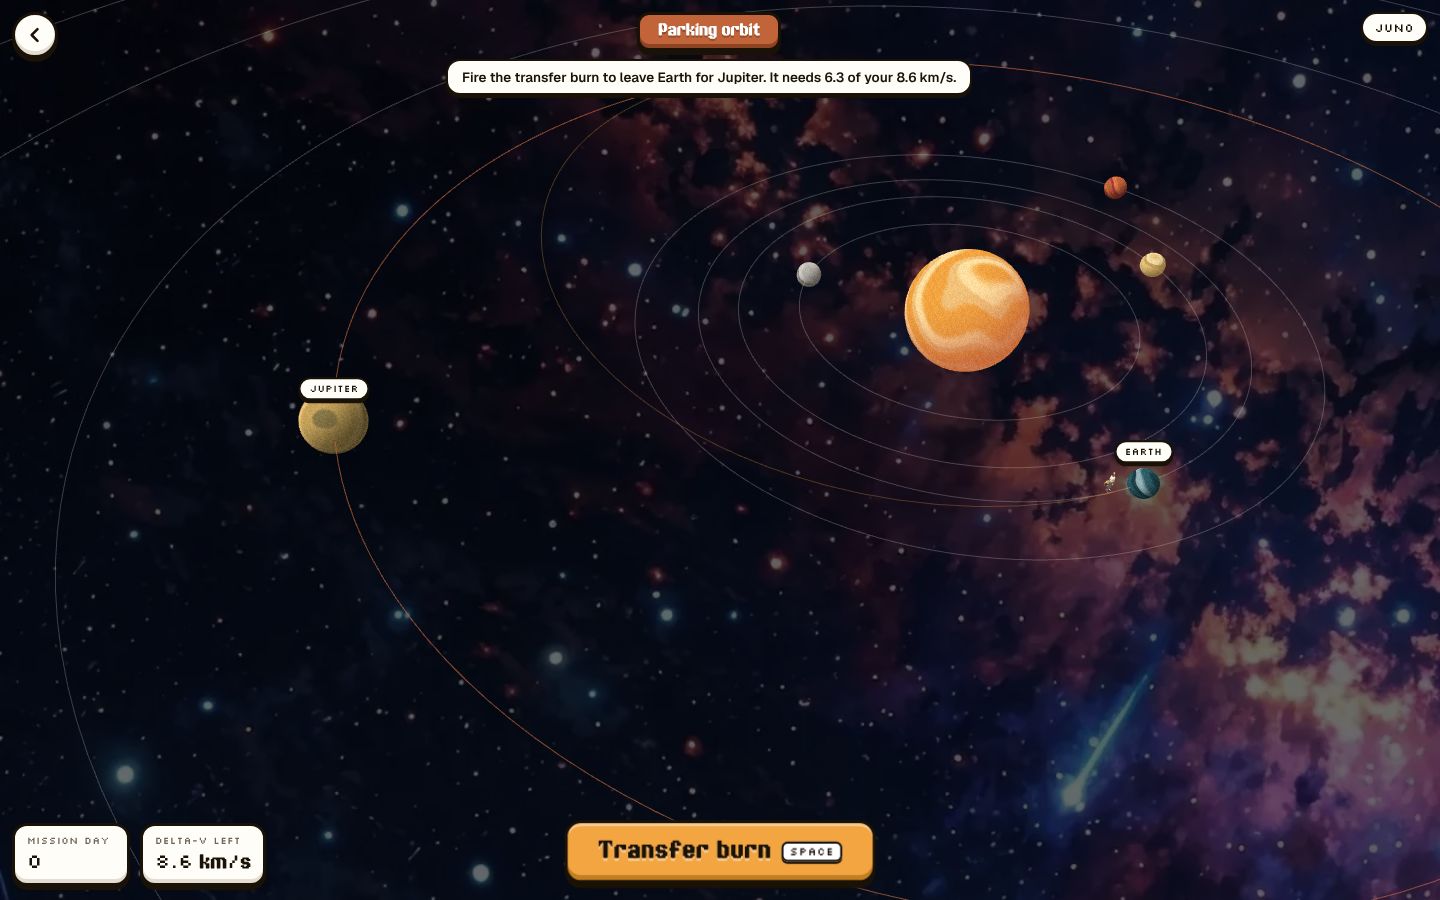 Parking orbit
JUNO
Fire the transfer burn to leave Earth for Jupiter. It needs 6.3 of your 8.6 km/s.
JUPITER
EARTH
MISSION DAY
0
DELTA-V LEFT
8.6 km/s
Transfer burn SPACE